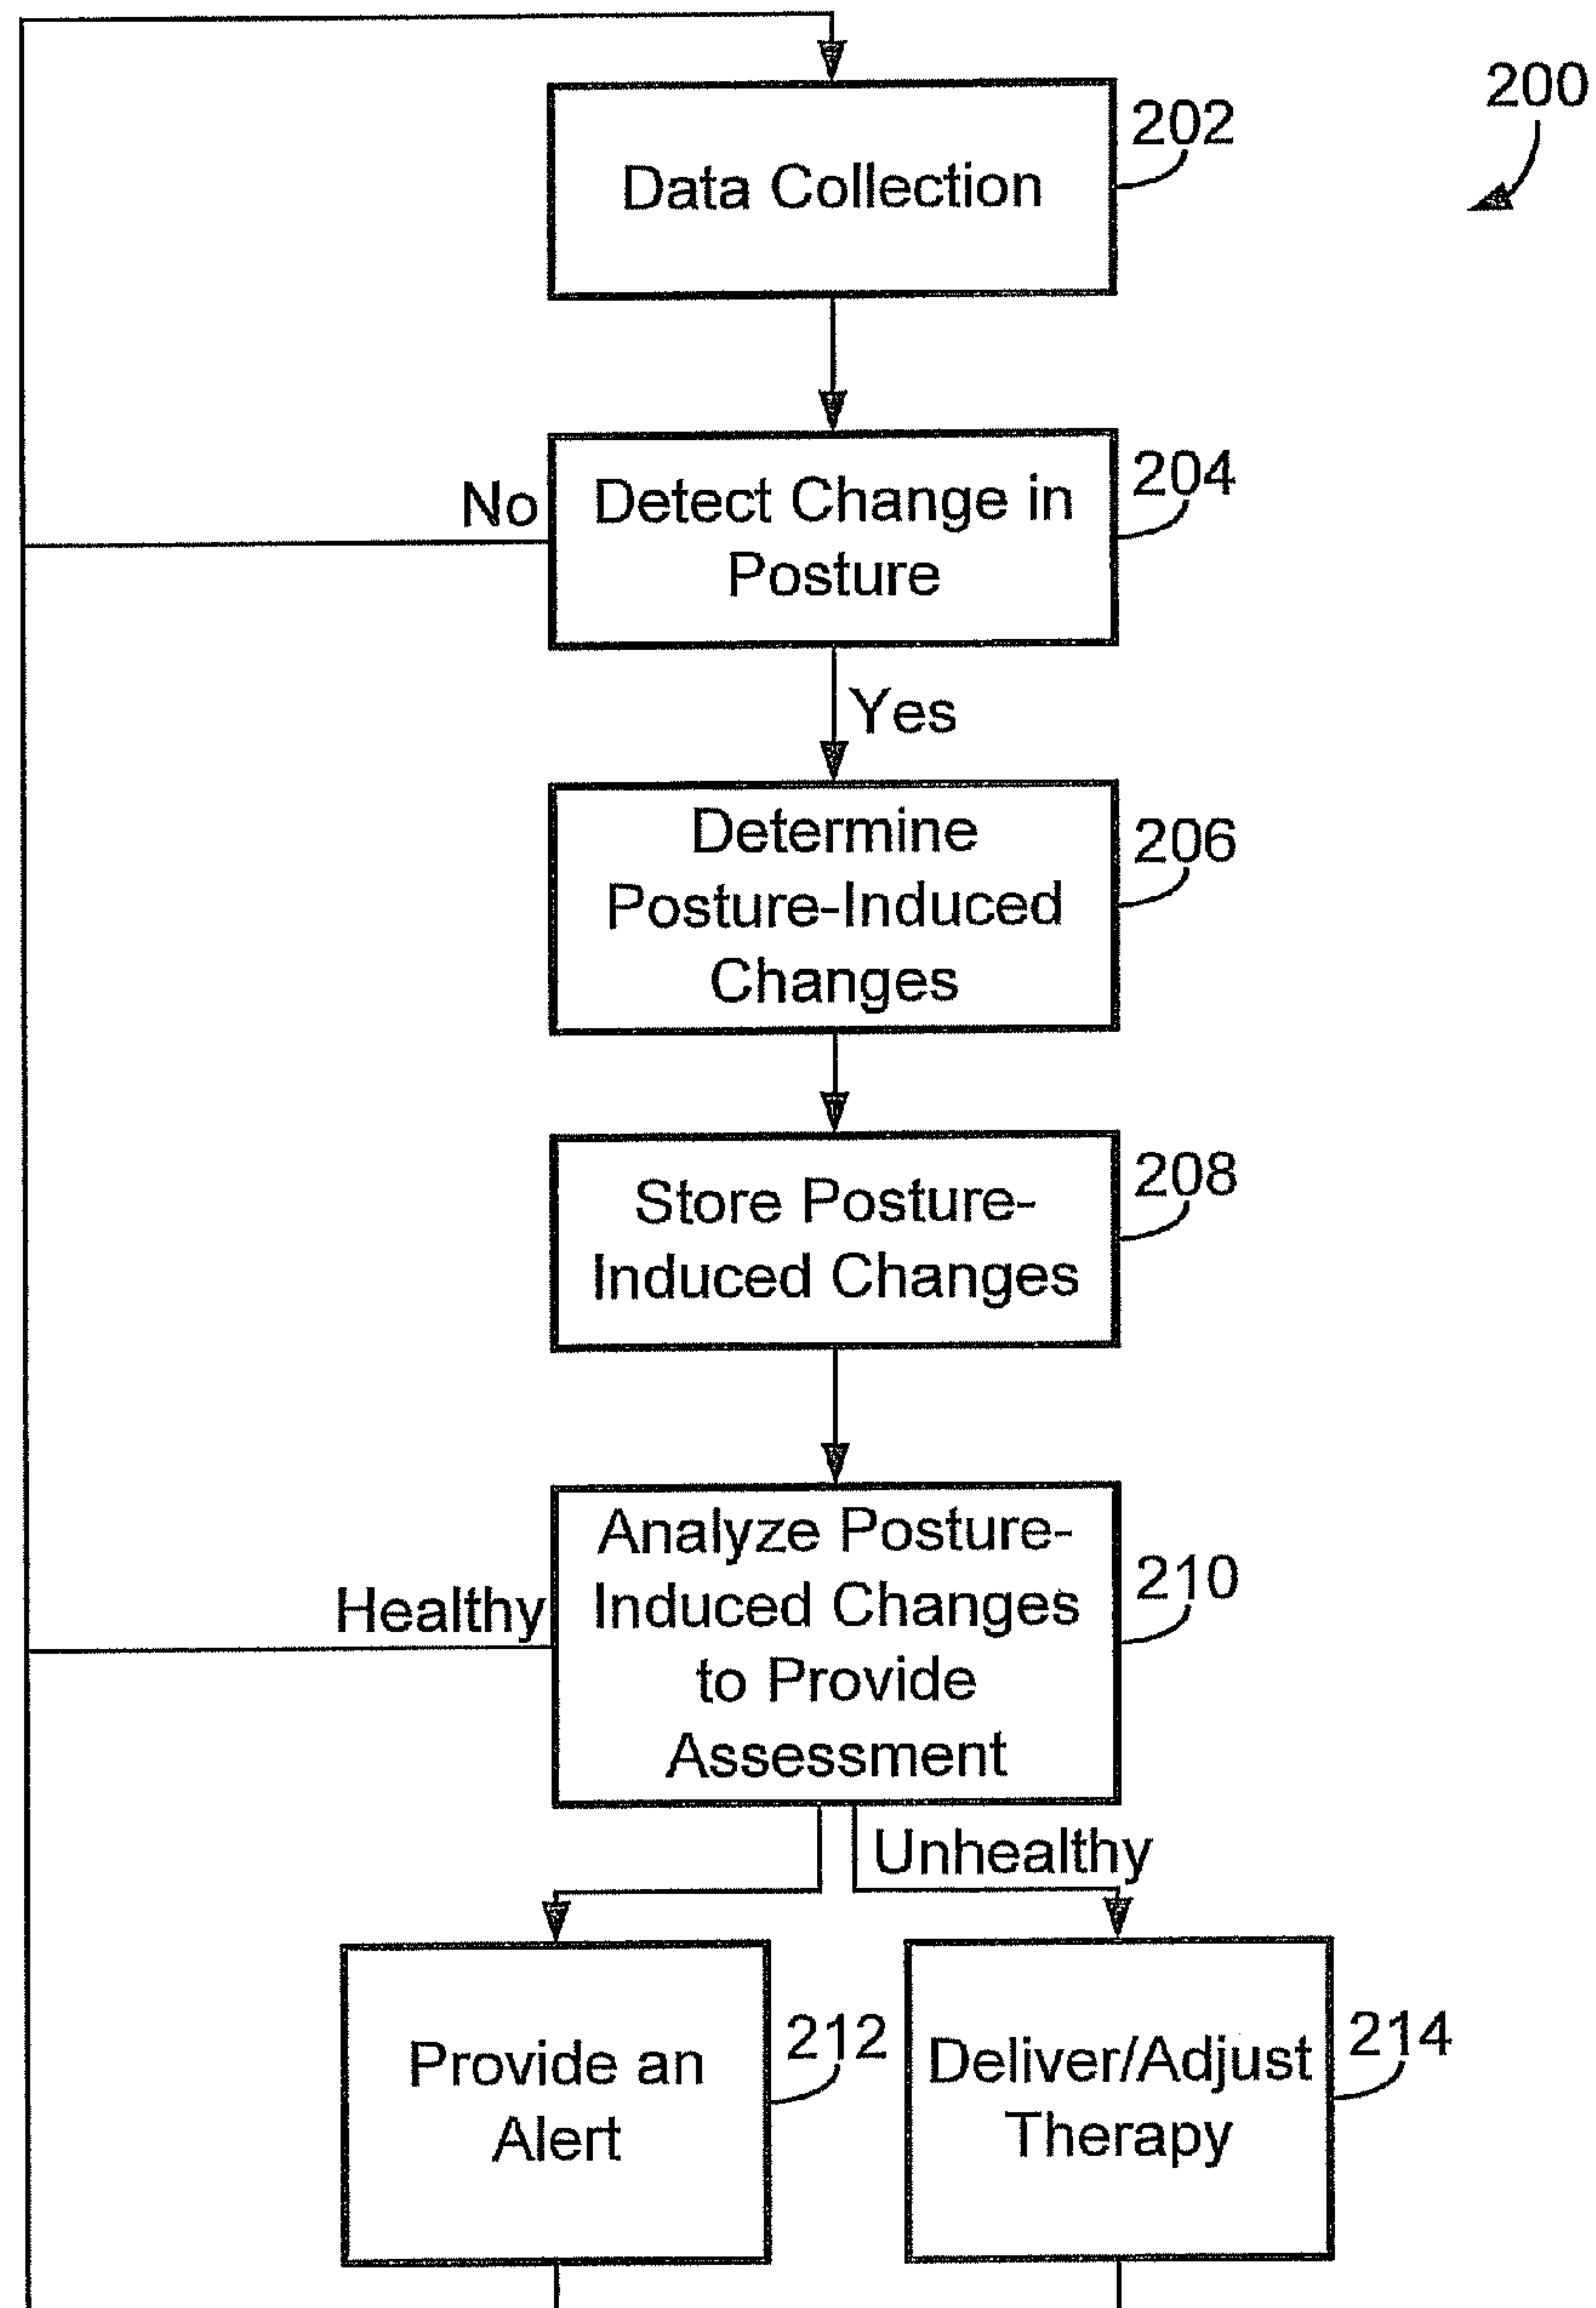 200
Data Collection
202
No
Detect Change in
Posture
204
Yes
Determine
Posture-Induced
Changes
206
Store Posture-
Induced Changes
208
Healthy
Analyze Posture-
Induced Changes
to Provide
Assessment
210
Unhealthy
Provide an
Alert
212
Deliver/Adjust
Therapy
214